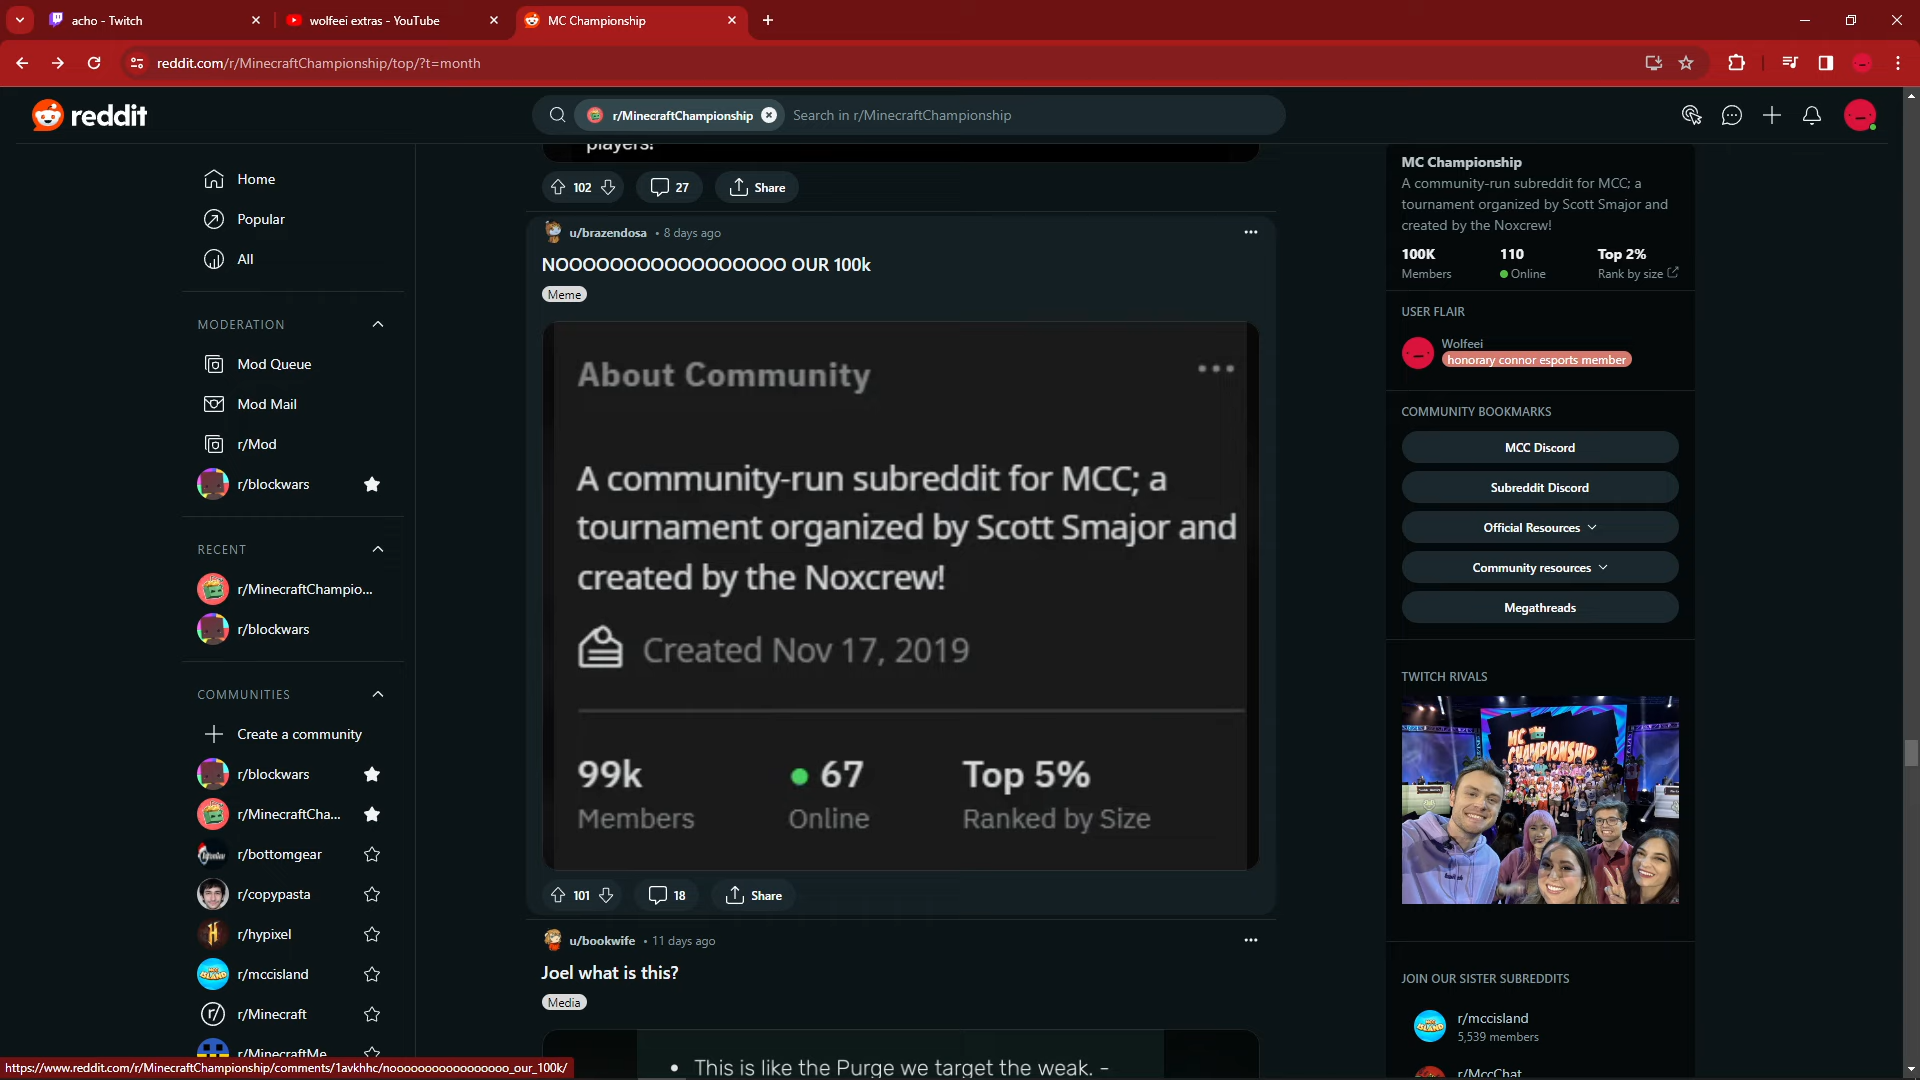 acho - Twitch
wolfeei extras - YouTube
MC Championship
reddit.com/r/MinecraftChampionship/top/?t=month
reddit
r/MinecraftChampionship
Search in r/MinecraftChampionship
Home
Popular
All
MODERATION
Mod Queue
Mod Mail
r/Mod
r/blockwars
RECENT
r/MinecraftChampio...
r/blockwars
COMMUNITIES
Create a community
r/blockwars
r/MinecraftCha...
r/bottomgear
r/copypasta
r/hypixel
r/mccisland
r/Minecraft
r/MinecraftMe
https://www.reddit.com/r/MinecraftChampionship/comments/1avkhhc/nooooooooooooooooo_our_100k/
players!
102
27
Share
u/brazendosa • 8 days ago
NOOOOOOOOOOOOOOOOO OUR 100k
Meme
About Community
A community-run subreddit for MCC; a
tournament organized by Scott Smajor and
created by the Noxcrew!
Created Nov 17, 2019
99k
67
Top 5%
Members
Online
Ranked by Size
101
18
Share
u/bookwife • 11 days ago
Joel what is this?
Media
• This is like the Purge we target the weak. -
MC Championship
A community-run subreddit for MCC; a
tournament organized by Scott Smajor and
created by the Noxcrew!
100K
110
Top 2%
Members
Online
Rank by size
USER FLAIR
Wolfeei
honorary connor esports member
COMMUNITY BOOKMARKS
MCC Discord
Subreddit Discord
Official Resources
Community resources
Megathreads
TWITCH RIVALS
MC
CHAMPIONSHIP
JOIN OUR SISTER SUBREDDITS
r/mccisland
5,539 members
r/MccChat